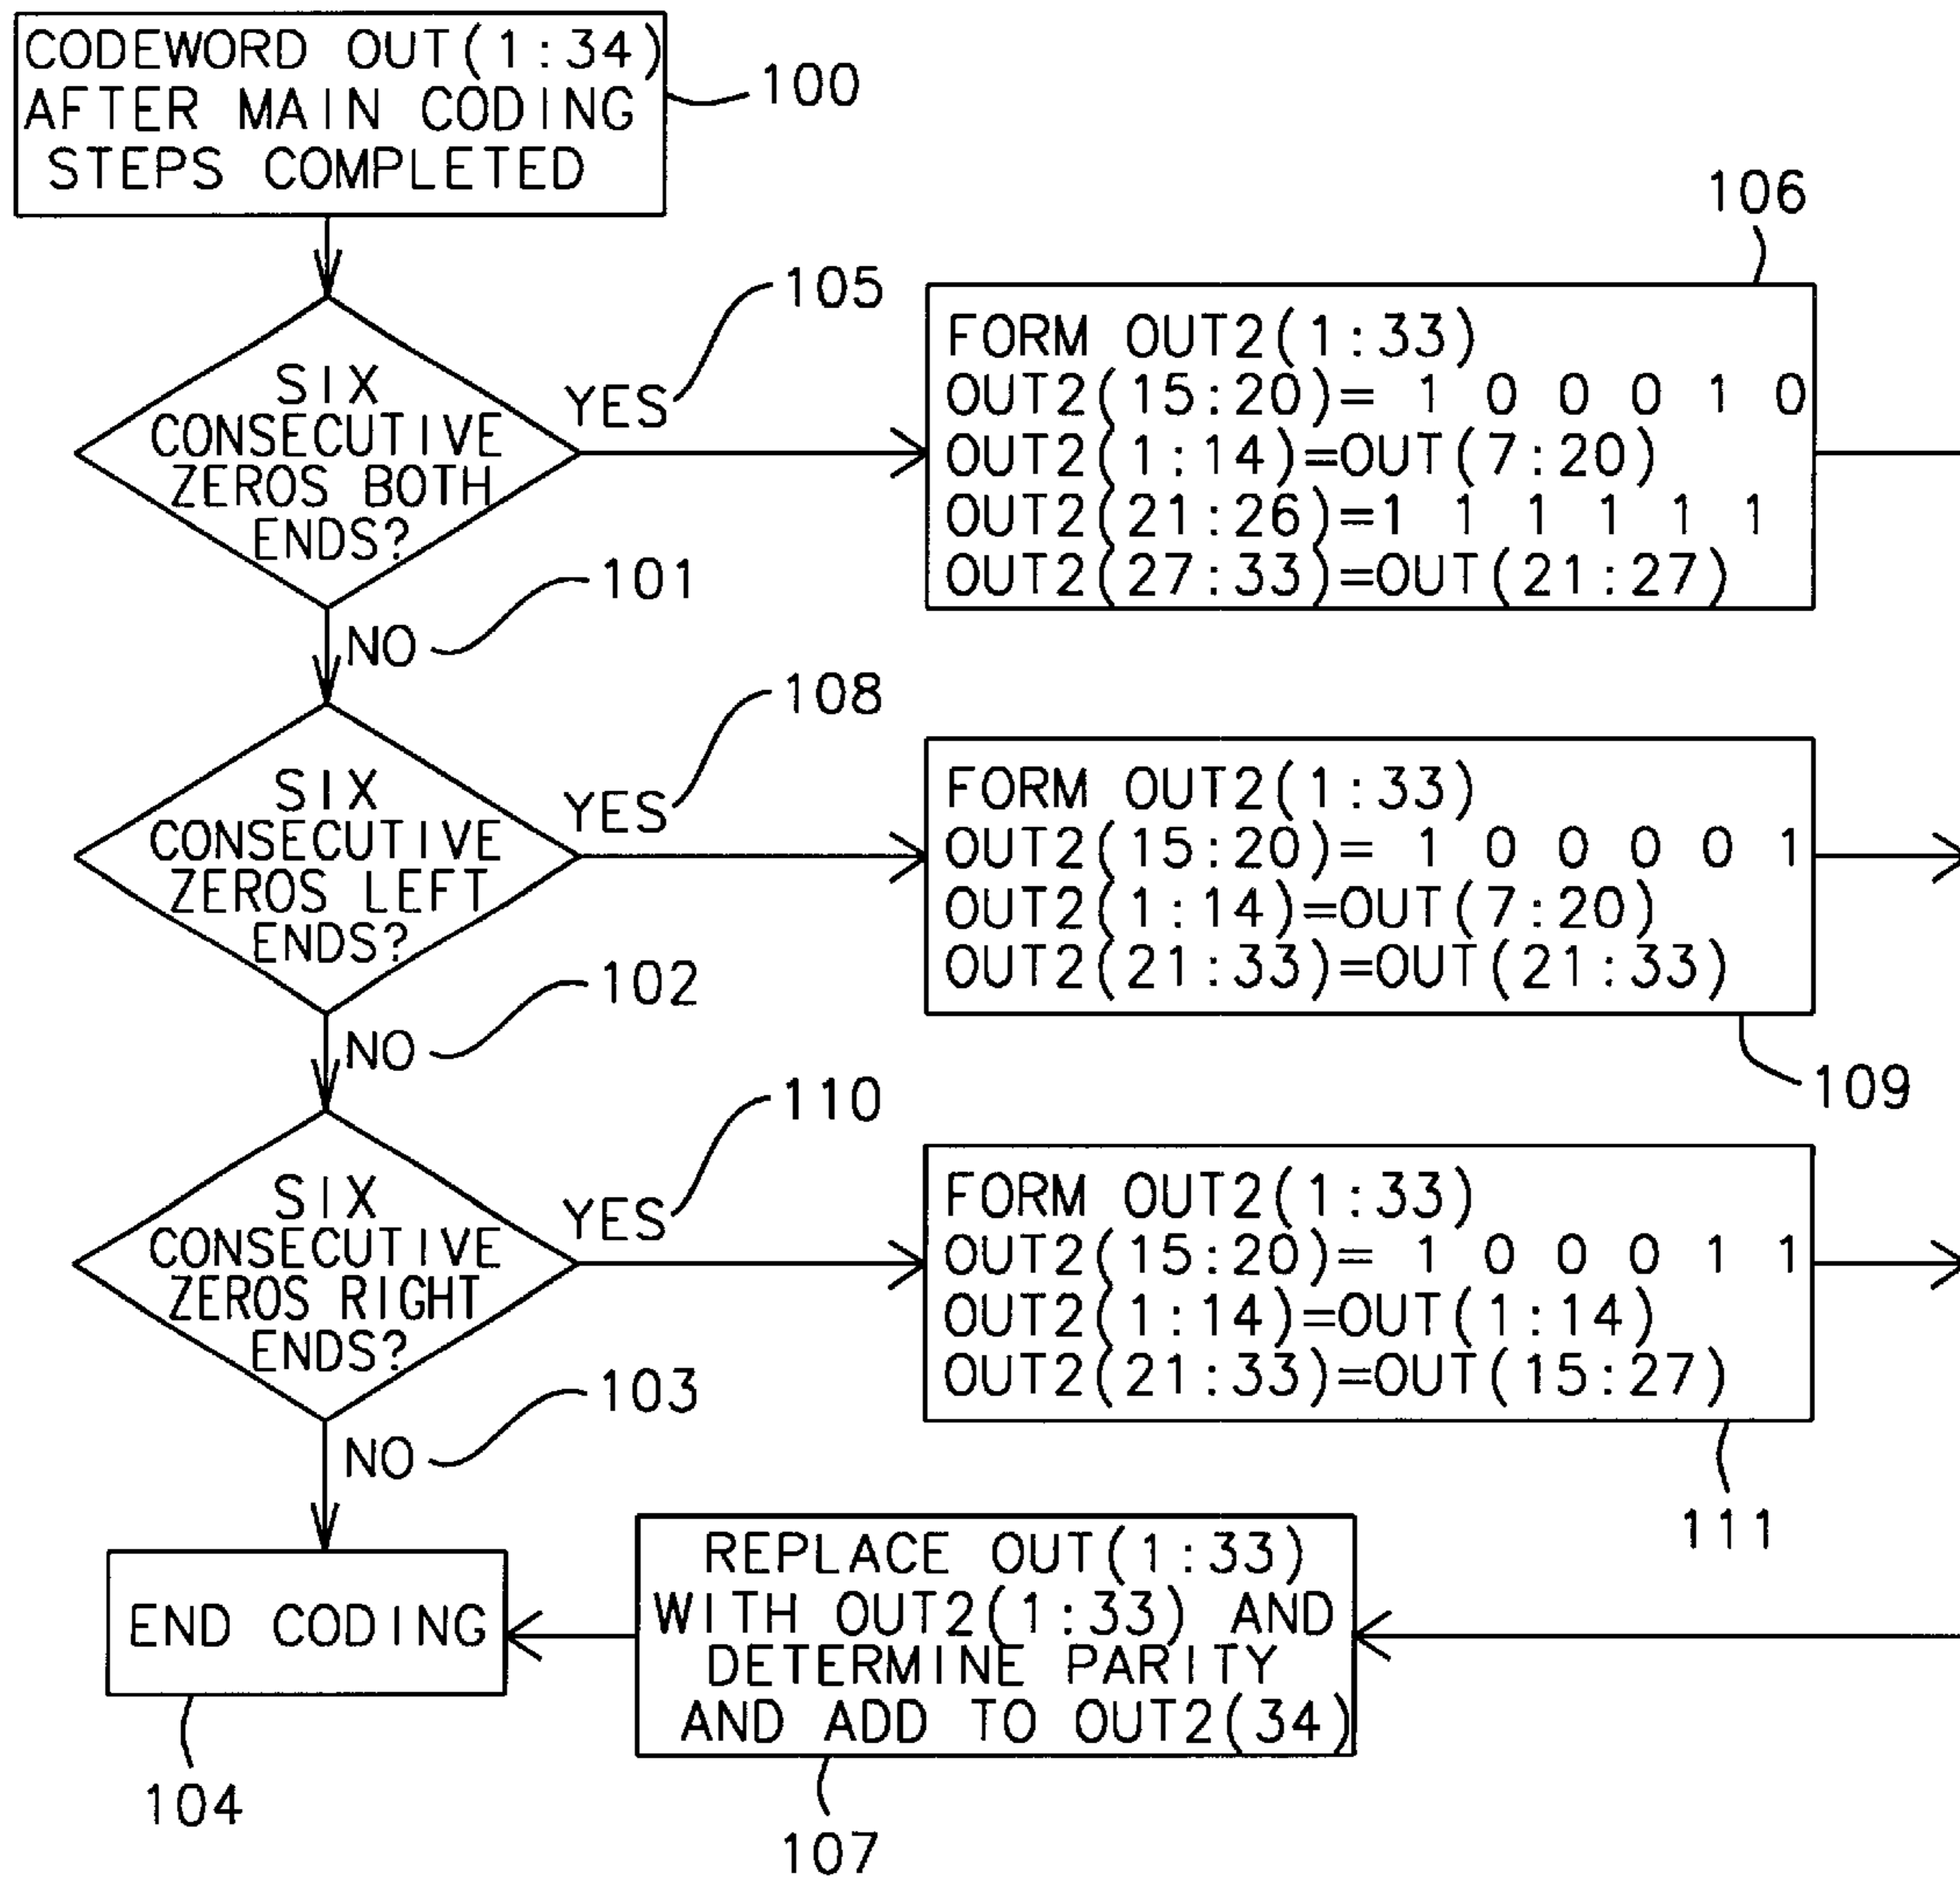 CODEWORD OUT(1:34)
AFTER MAIN CODING
STEPS COMPLETED
100
106
105
SIX
CONSECUTIVE
ZEROS BOTH
ENDS?
YES
FORM OUT2(1:33)
OUT2(15:20)= 1 0 0 0 1 0
OUT2(1:14)=OUT(7:20)
OUT2(21:26)=1 1 1 1 1 1
OUT2(27:33)=OUT(21:27)
101
NO
108
SIX
CONSECUTIVE
ZEROS LEFT
ENDS?
YES
FORM OUT2(1:33)
OUT2(15:20)= 1 0 0 0 0 1
OUT2(1:14)=OUT(7:20)
OUT2(21:33)=OUT(21:33)
102
NO
109
110
SIX
CONSECUTIVE
ZEROS RIGHT
ENDS?
YES
FORM OUT2(1:33)
OUT2(15:20)= 1 0 0 0 1 1
OUT2(1:14)=OUT(1:14)
OUT2(21:33)=OUT(15:27)
103
NO
111
END CODING
REPLACE OUT(1:33)
WITH OUT2(1:33) AND
DETERMINE PARITY
AND ADD TO OUT2(34)
104
107